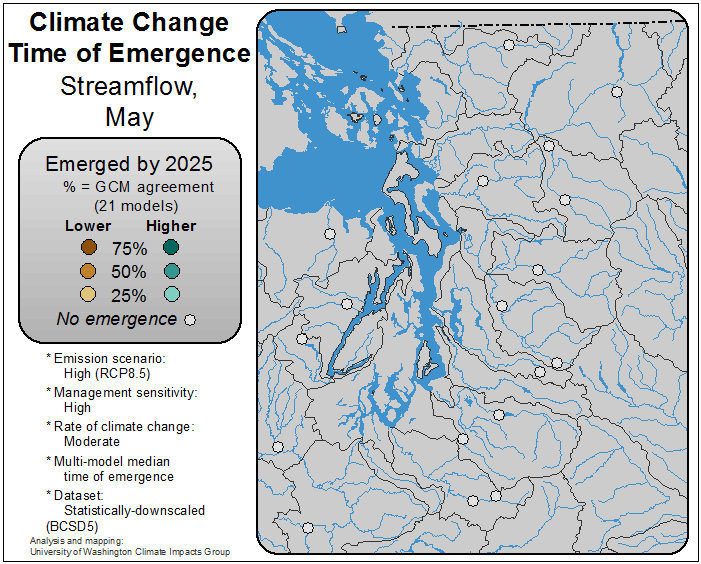 Climate Change
Time of Emergence
Streamflow,
May
Emerged by 2025
% = GCM agreement
(21 models)
Lower Higher
75%
50%
25%
No emergence
* Emission scenario:
High (RCP8.5)
* Management sensitivity:
High
* Rate of climate change:
Moderate
* Multi-model median
time of emergence
* Dataset:
Statistically-downscaled
(BCSD5)
Analysis and mapping:
University of Washington Climate Impacts Group